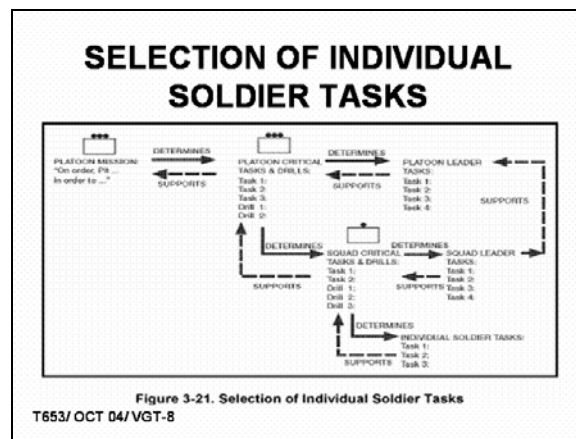 SELECTION OF INDIVIDUAL
SOLDIER TASKS
PLATOON MISSION:
"On order, Plt ...
in order to ..."
DETERMINES
SUPPORTS
PLATOON CRITICAL
TASKS & DRILLS:
Task 1:
Task 2:
Task 3:
Drill 1:
Drill 2:
DETERMINES
SUPPORTS
PLATOON LEADER
TASKS:
Task 1:
Task 2:
Task 3:
Task 4:
SUPPORTS
DETERMINES
SUPPORTS
SQUAD CRITICAL
TASKS & DRILLS:
Task 1:
Task 2:
Drill 1:
Drill 2:
Drill 3:
DETERMINES
SUPPORTS
SQUAD LEADER
TASKS:
Task 1:
Task 2:
Task 3:
Task 4:
DETERMINES
SUPPORTS
INDIVIDUAL SOLDIER TASKS:
Task 1:
Task 2:
Task 3:
Figure 3-21. Selection of Individual Soldier Tasks
T653/ OCT 04/ VGT-8